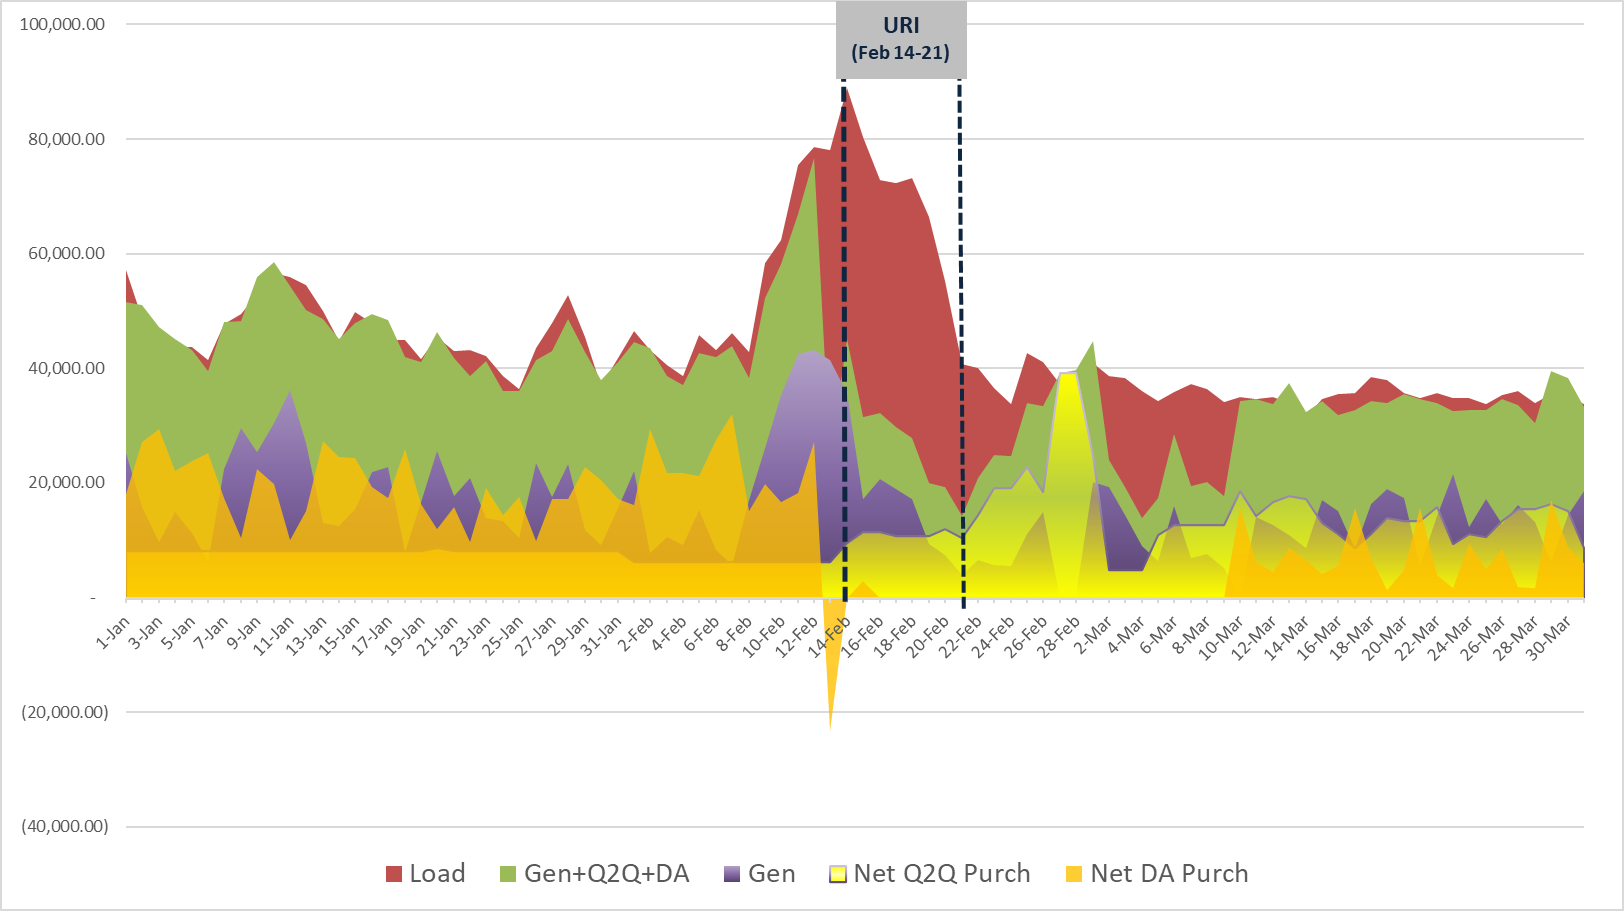 URI
(Feb 14-21)
100,000.00
80,000.00
60,000.00
40,000.00
20,000.00
-
(20,000.00)
(40,000.00)
1-Jan
3-Jan
5-Jan
7-Jan
9-Jan
11-Jan
13-Jan
15-Jan
17-Jan
19-Jan
21-Jan
23-Jan
25-Jan
27-Jan
29-Jan
31-Jan
2-Feb
4-Feb
6-Feb
8-Feb
10-Feb
12-Feb
14-Feb
16-Feb
18-Feb
20-Feb
22-Feb
24-Feb
26-Feb
28-Feb
2-Mar
4-Mar
6-Mar
8-Mar
10-Mar
12-Mar
14-Mar
16-Mar
18-Mar
20-Mar
22-Mar
24-Mar
26-Mar
28-Mar
30-Mar
Load
Gen+Q2Q+DA
Gen
Net Q2Q Purch
Net DA Purch